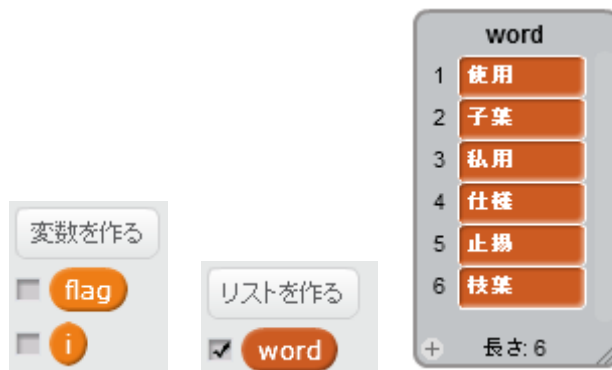 変数を作る
flag
i
リストを作る
word
word
1 使用
2 子葉
3 私用
4 仕様
5 止揚
6 枝葉
+ 長さ: 6